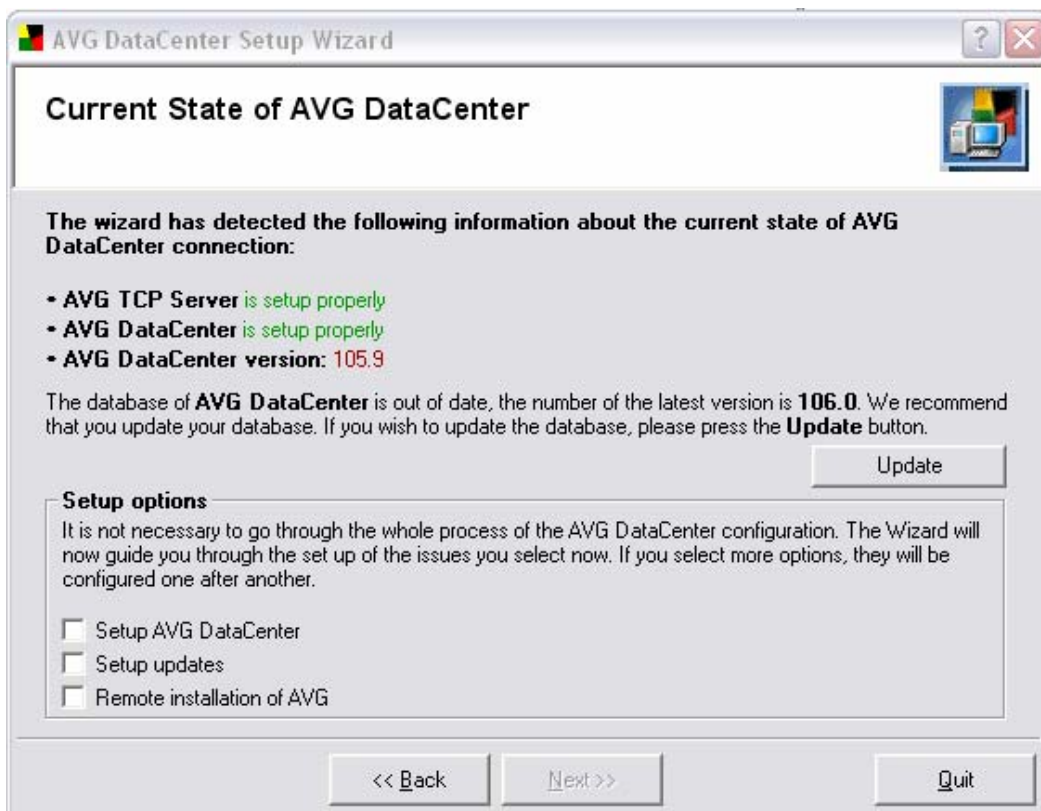 AVG DataCenter Setup Wizard
Current State of AVG DataCenter
The wizard has detected the following information about the current state of AVG
DataCenter connection:
• AVG TCP Server is setup properly
• AVG DataCenter is setup properly
• AVG DataCenter version: 105.9
The database of AVG DataCenter is out of date, the number of the latest version is 106.0. We recommend
that you update your database. If you wish to update the database, please press the Update button.
Update
Setup options
It is not necessary to go through the whole process of the AVG DataCenter configuration. The Wizard will
now guide you through the set up of the issues you select now. If you select more options, they will be
configured one after another.
Setup AVG DataCenter
Setup updates
Remote installation of AVG
<< Back
Next >>
Quit